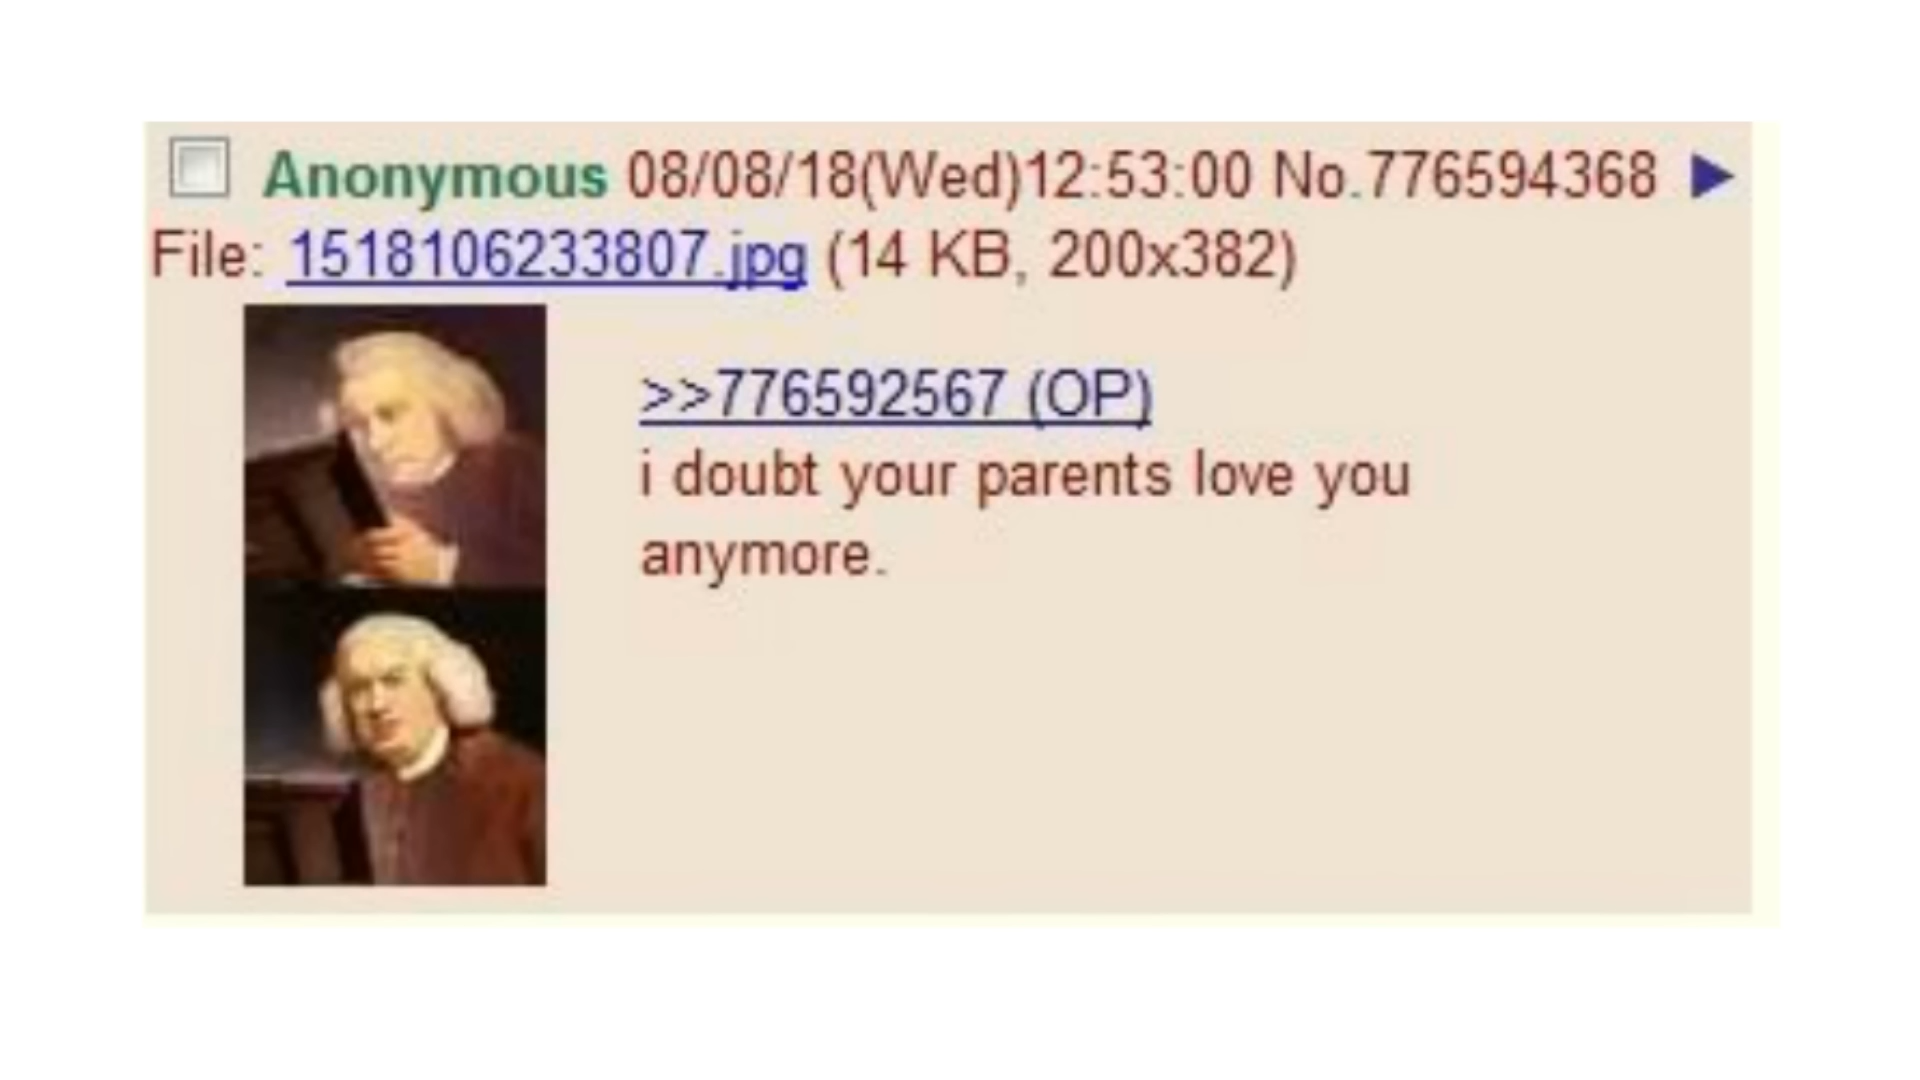 Anonymous 08/08/18(Wed)12:53:00 No.776594368 ▶
File: 1518106233807.jpg (14 KB, 200x382)
>>776592567 (OP)
i doubt your parents love you
anymore.